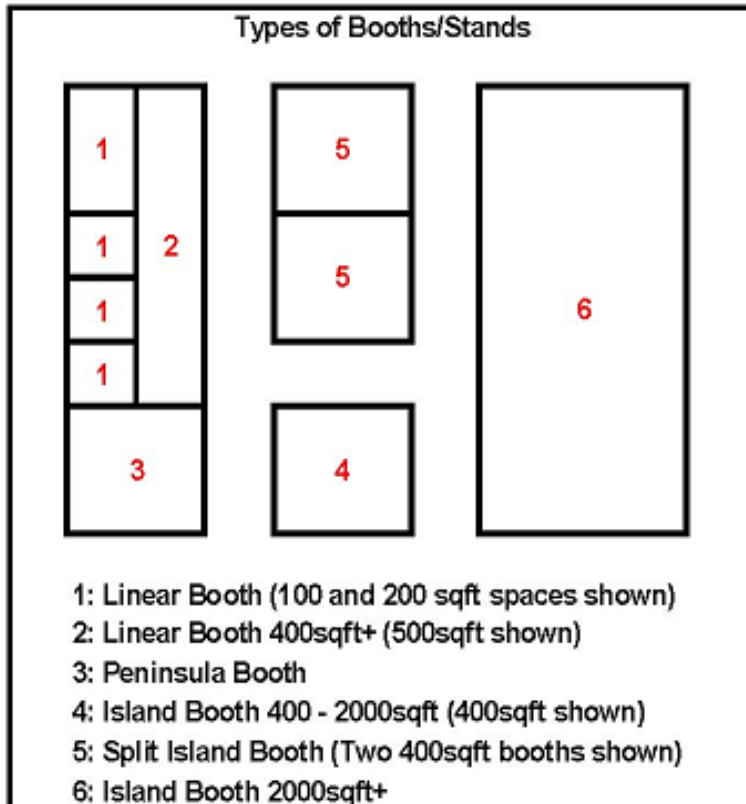 Types of Booths/Stands
1
5
1
2
5
1
6
1
3
4
1: Linear Booth (100 and 200 sqft spaces shown)
2: Linear Booth 400sqft+ (500sqft shown)
3: Peninsula Booth
4: Island Booth 400 - 2000sqft (400sqft shown)
5: Split Island Booth (Two 400sqft booths shown)
6: Island Booth 2000sqft+